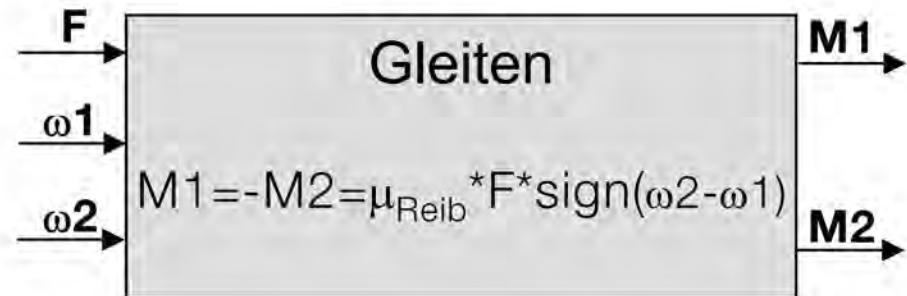 F
Gleiten
M1
ω1
M1=-M2=μReib*F*sign(ω2-ω1)
ω2
M2